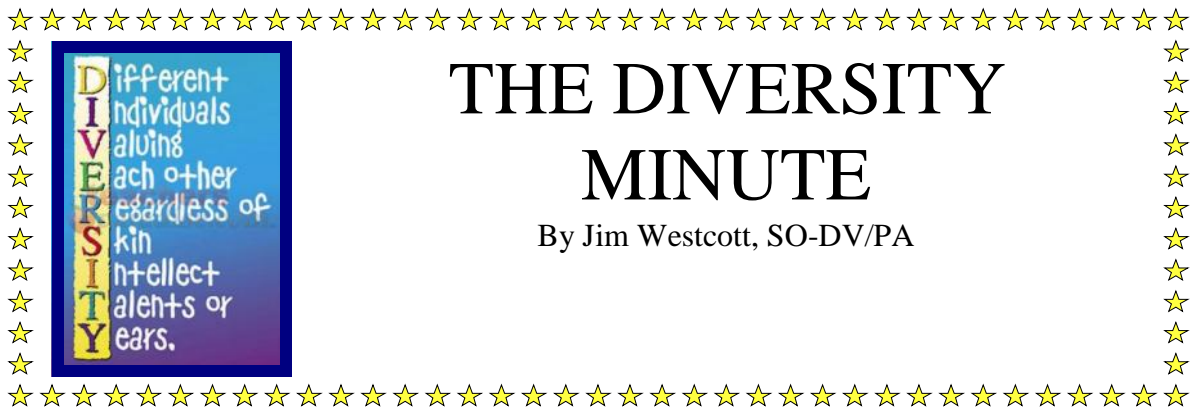 Different
Individuals
Valuing
Each other
Regardless of
Skin
Intellect
Talents or
Years.
THE DIVERSITY
MINUTE
By Jim Westcott, SO-DV/PA